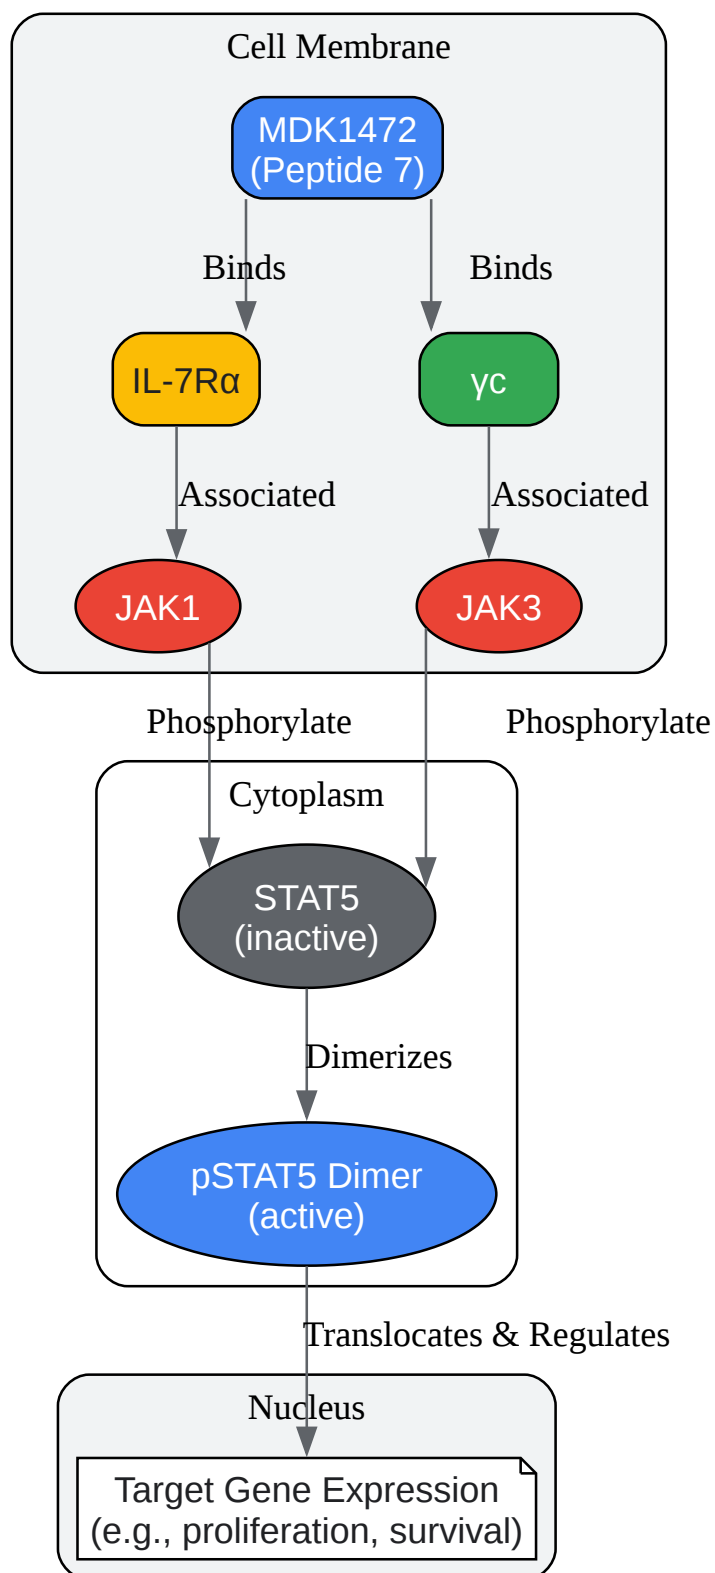 Cell Membrane
MDK1472
(Peptide 7)
Binds
Binds
IL-7Rα
γc
Associated
Associated
JAK1
JAK3
Phosphorylate
Phosphorylate
Cytoplasm
STAT5
(inactive)
Dimerizes
pSTAT5 Dimer
(active)
Translocates & Regulates
Nucleus
Target Gene Expression
(e.g., proliferation, survival)